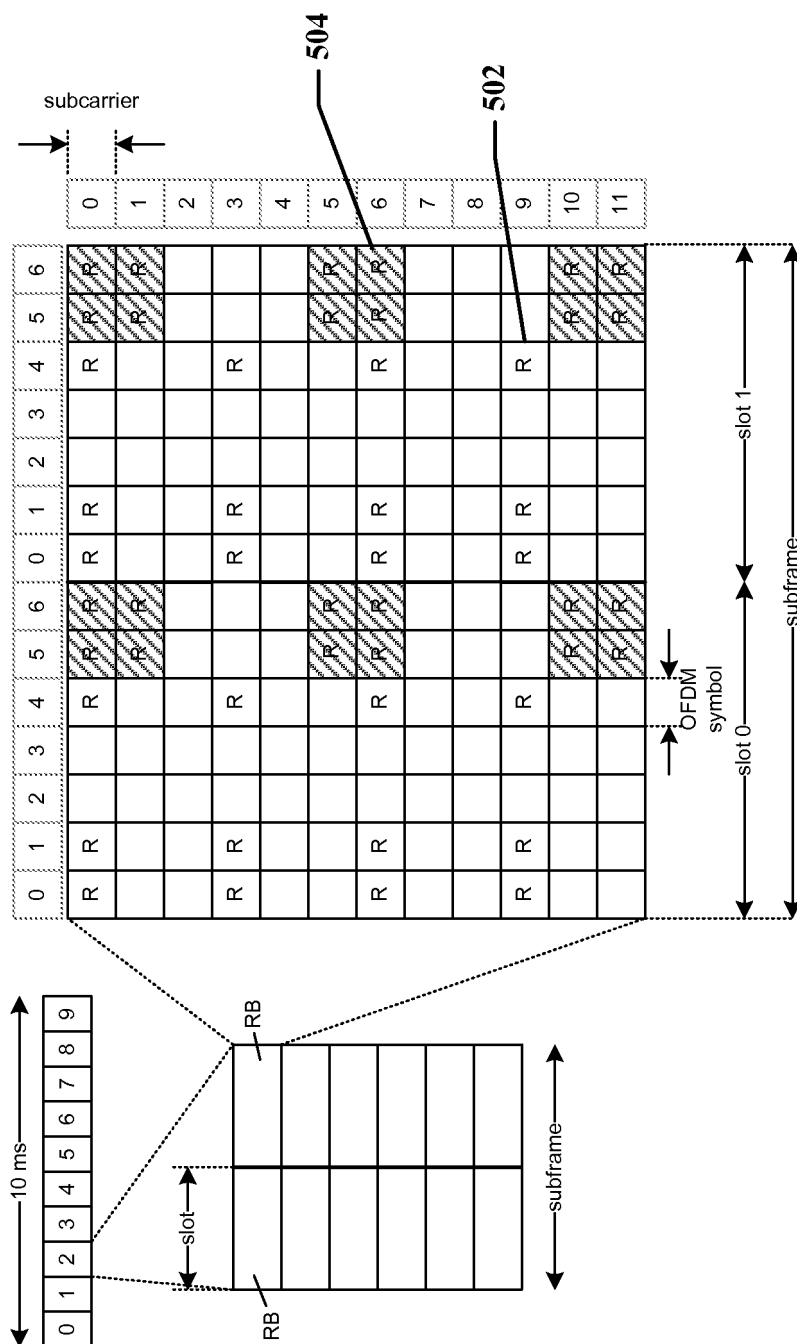 10 ms
0 1 2 3 4 5 6 7 8 9
slot
RB
RB
subframe
0 1 2 3 4 5 6 0 1 2 3 4 5 6
subcarrier
R R R R R R R R R R 0
R R R R 1
2
R R R R R R 3
4
R R R R 5
R R R R R R R R R R 6
7
8
R R R R R R 9
R R R R 10
R R R R 11
504
502
OFDM
symbol
slot 0
slot 1
subframe